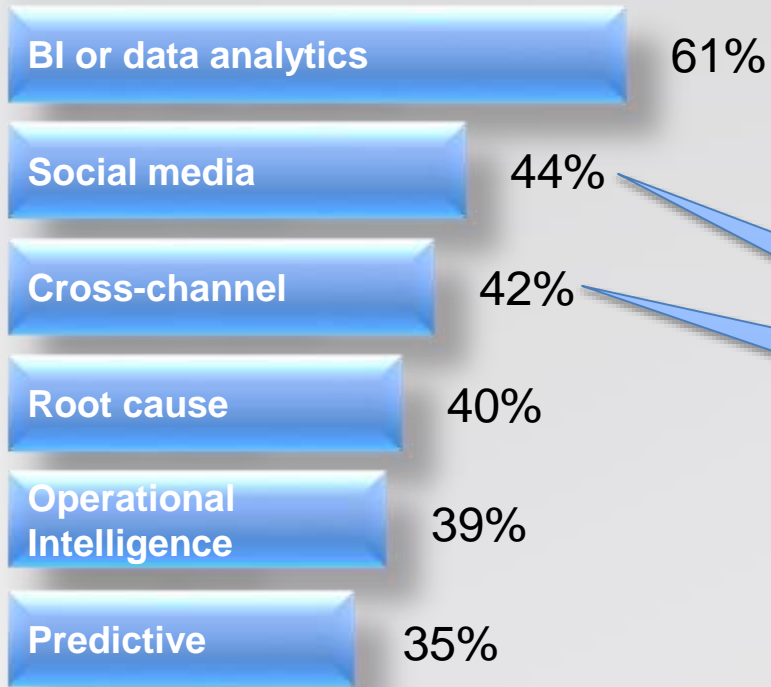 BI or data analytics 61%
Social media 44%
Cross-channel 42%
Root cause 40%
Operational
Intelligence 39%
Predictive 35%